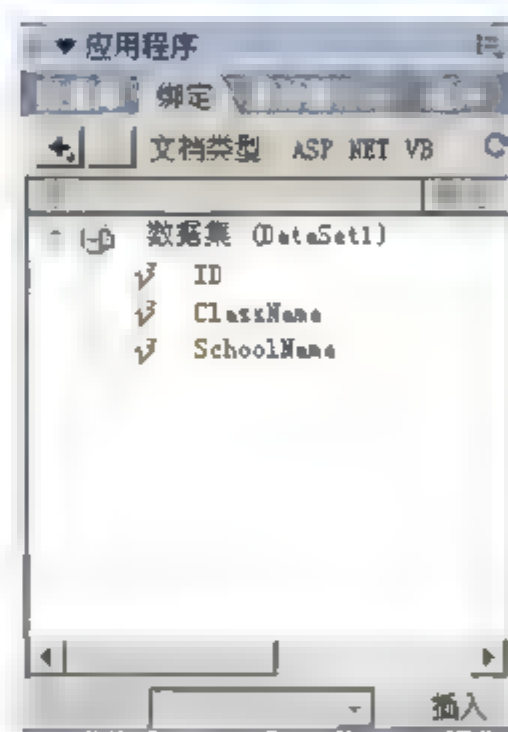 应用程序
绑定
文档类型 ASP NET VB
数据集 (DataSet1)
ID
ClassName
SchoolName
插入